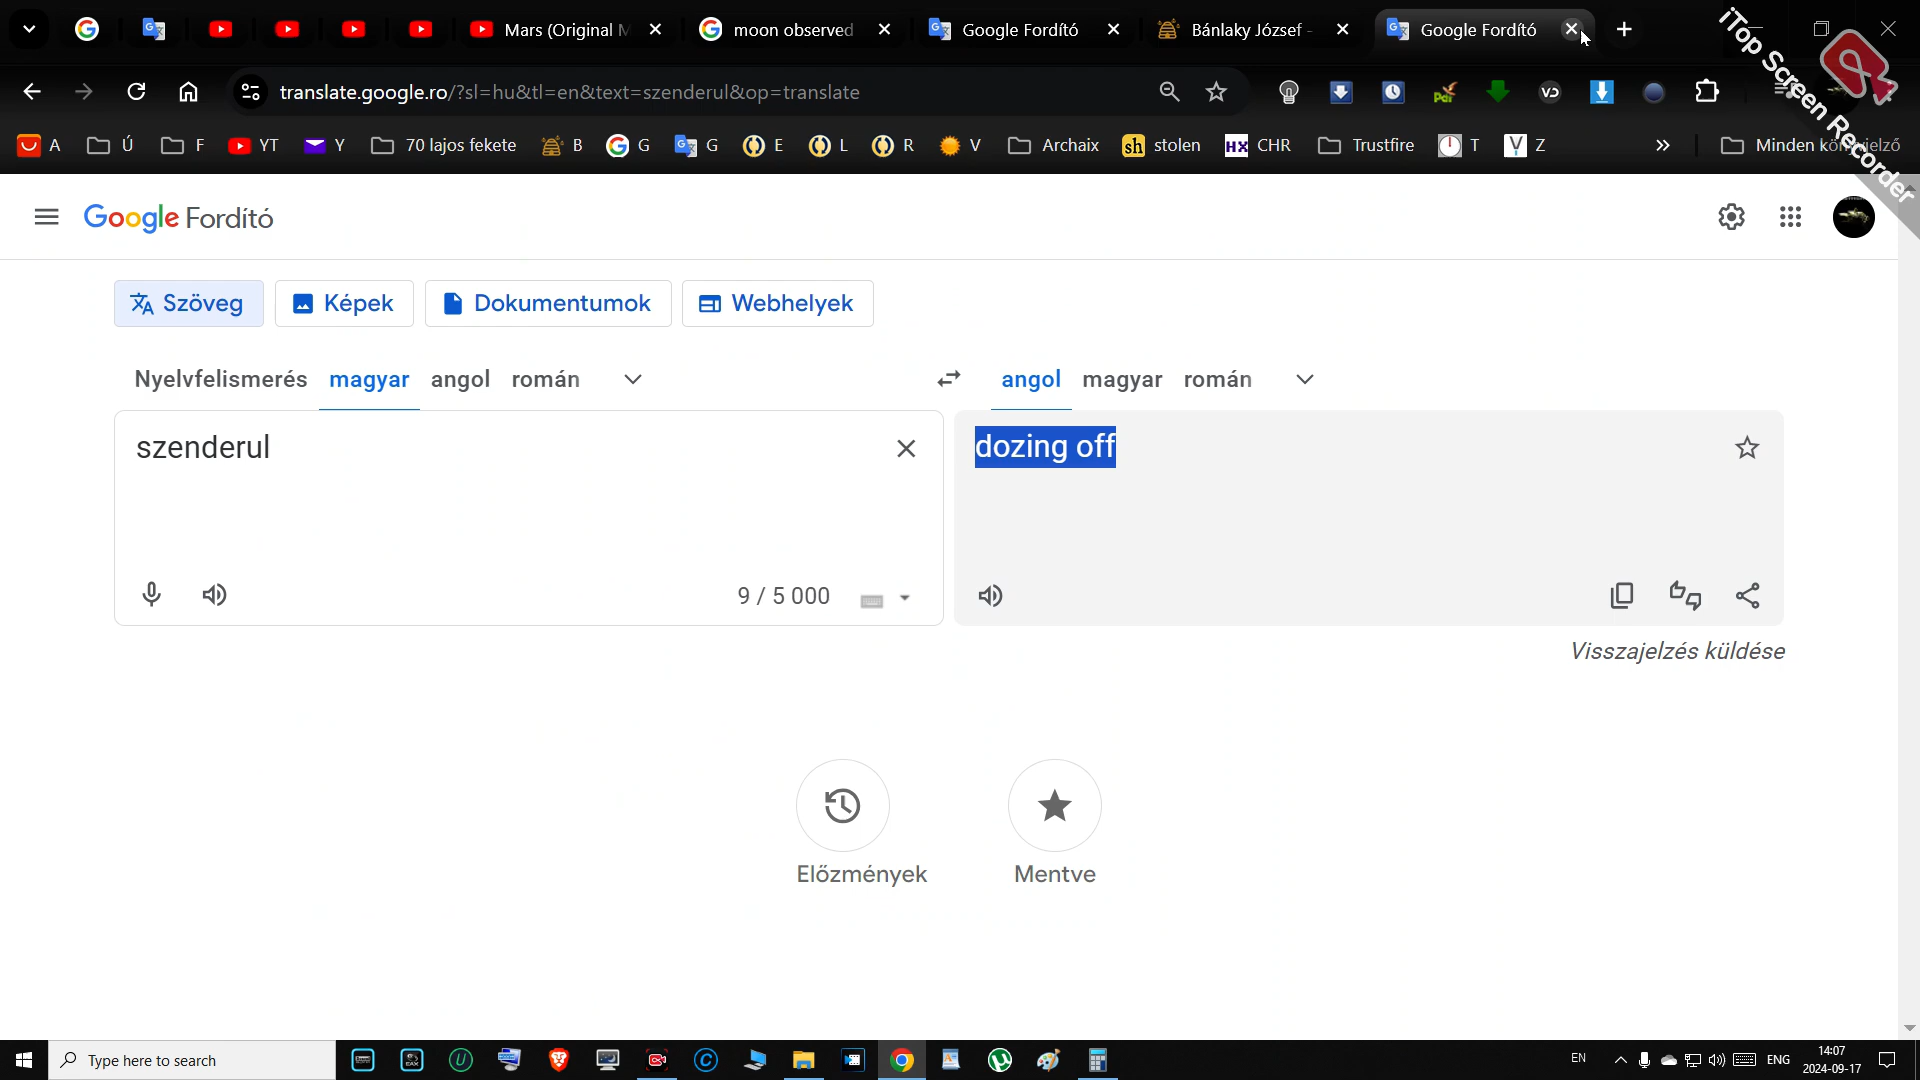 Mars (Original M
moon observed
Google Fordító
Bánlaky József -
Google Fordító
translate.google.ro/?sl=hu&tl=en&text=szenderul&op=translate
A
Ú
F
YT
Y
70 lajos fekete
B
G
G
E
L
R
V
Archaix
stolen
CHR
Trustfire
T
Z
Minden könyvjelző
iTop Screen Recorder
Google Fordító
Szöveg
Képek
Dokumentumok
Webhelyek
Nyelvfelismerés magyar angol román
angol magyar román
szenderul
dozing off
9 / 5 000
Visszajelzés küldése
Előzmények
Mentve
Type here to search
EN
ENG
14:07
2024-09-17